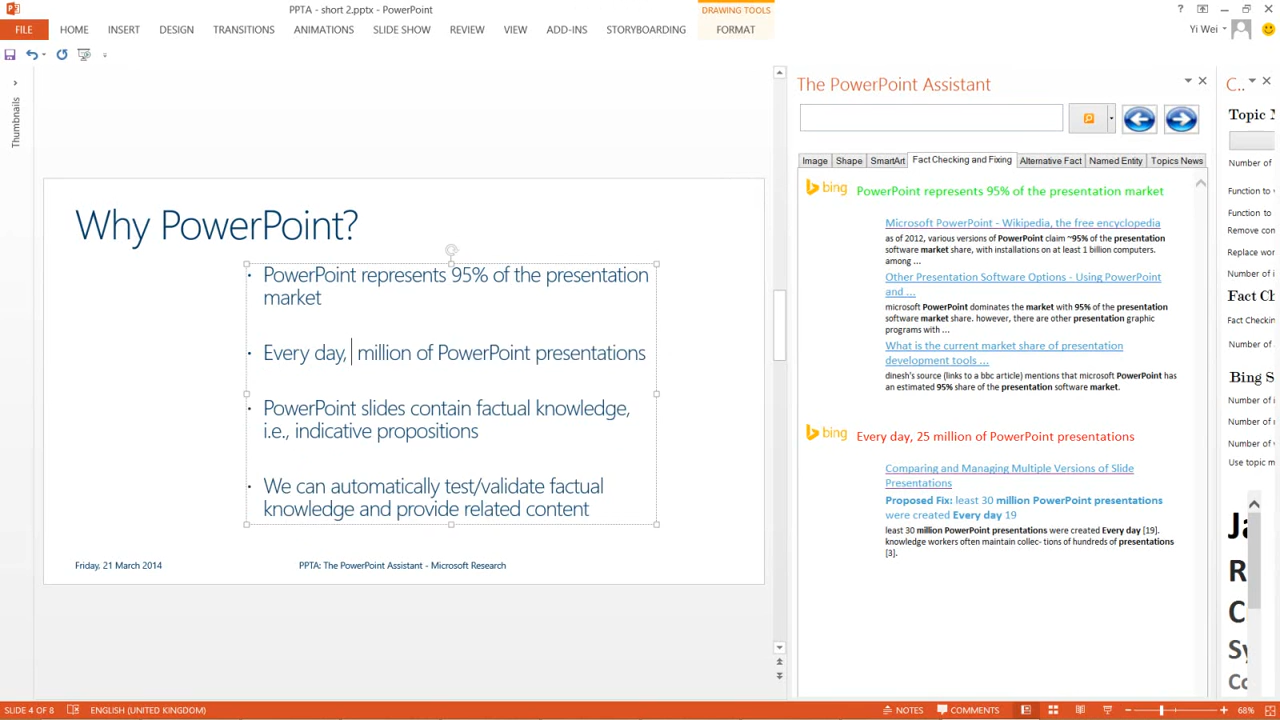 PPTA - short 2.pptx - PowerPoint
DRAWING TOOLS
?
FILE
HOME
INSERT
DESIGN
TRANSITIONS
ANIMATIONS
SLIDE SHOW
REVIEW
VIEW
ADD-INS
STORYBOARDING
FORMAT
Yi Wei
Thumbnails
Why PowerPoint?
· PowerPoint represents 95% of the presentation
market
· Every day, million of PowerPoint presentations
· PowerPoint slides contain factual knowledge,
i.e., indicative propositions
· We can automatically test/validate factual
knowledge and provide related content
Friday, 21 March 2014
PPTA: The PowerPoint Assistant - Microsoft Research
The PowerPoint Assistant
Image
Shape
SmartArt
Fact Checking and Fixing
Alternative Fact
Named Entity
Topics News
bing
PowerPoint represents 95% of the presentation market
Microsoft PowerPoint - Wikipedia, the free encyclopedia
as of 2012, various versions of PowerPoint claim ~95% of the presentation
software market share, with installations on at least 1 billion computers.
among ...
Other Presentation Software Options - Using PowerPoint
and ...
microsoft PowerPoint dominates the market with 95% of the presentation
software market share. however, there are other presentation graphic
programs with ...
What is the current market share of presentation
development tools ...
dinesh's source (links to a bbc article) mentions that microsoft PowerPoint has
an estimated 95% share of the presentation software market.
bing
Every day, 25 million of PowerPoint presentations
Comparing and Managing Multiple Versions of Slide
Presentations
Proposed Fix: least 30 million PowerPoint presentations
were created Every day 19
least 30 million PowerPoint presentations were created Every day [19].
knowledge workers often maintain collec- tions of hundreds of presentations
[3].
C..
Topic
Number of
Function to
Function to
Remove con
Replace wor
Number of i
Fact Ch
Fact Checkin
Number of
Bing S
Number of i
Number of r
Number of
Use topic m
Ja
R
C
Sy
Co
SLIDE 4 OF 8
ENGLISH (UNITED KINGDOM)
NOTES
COMMENTS
68%